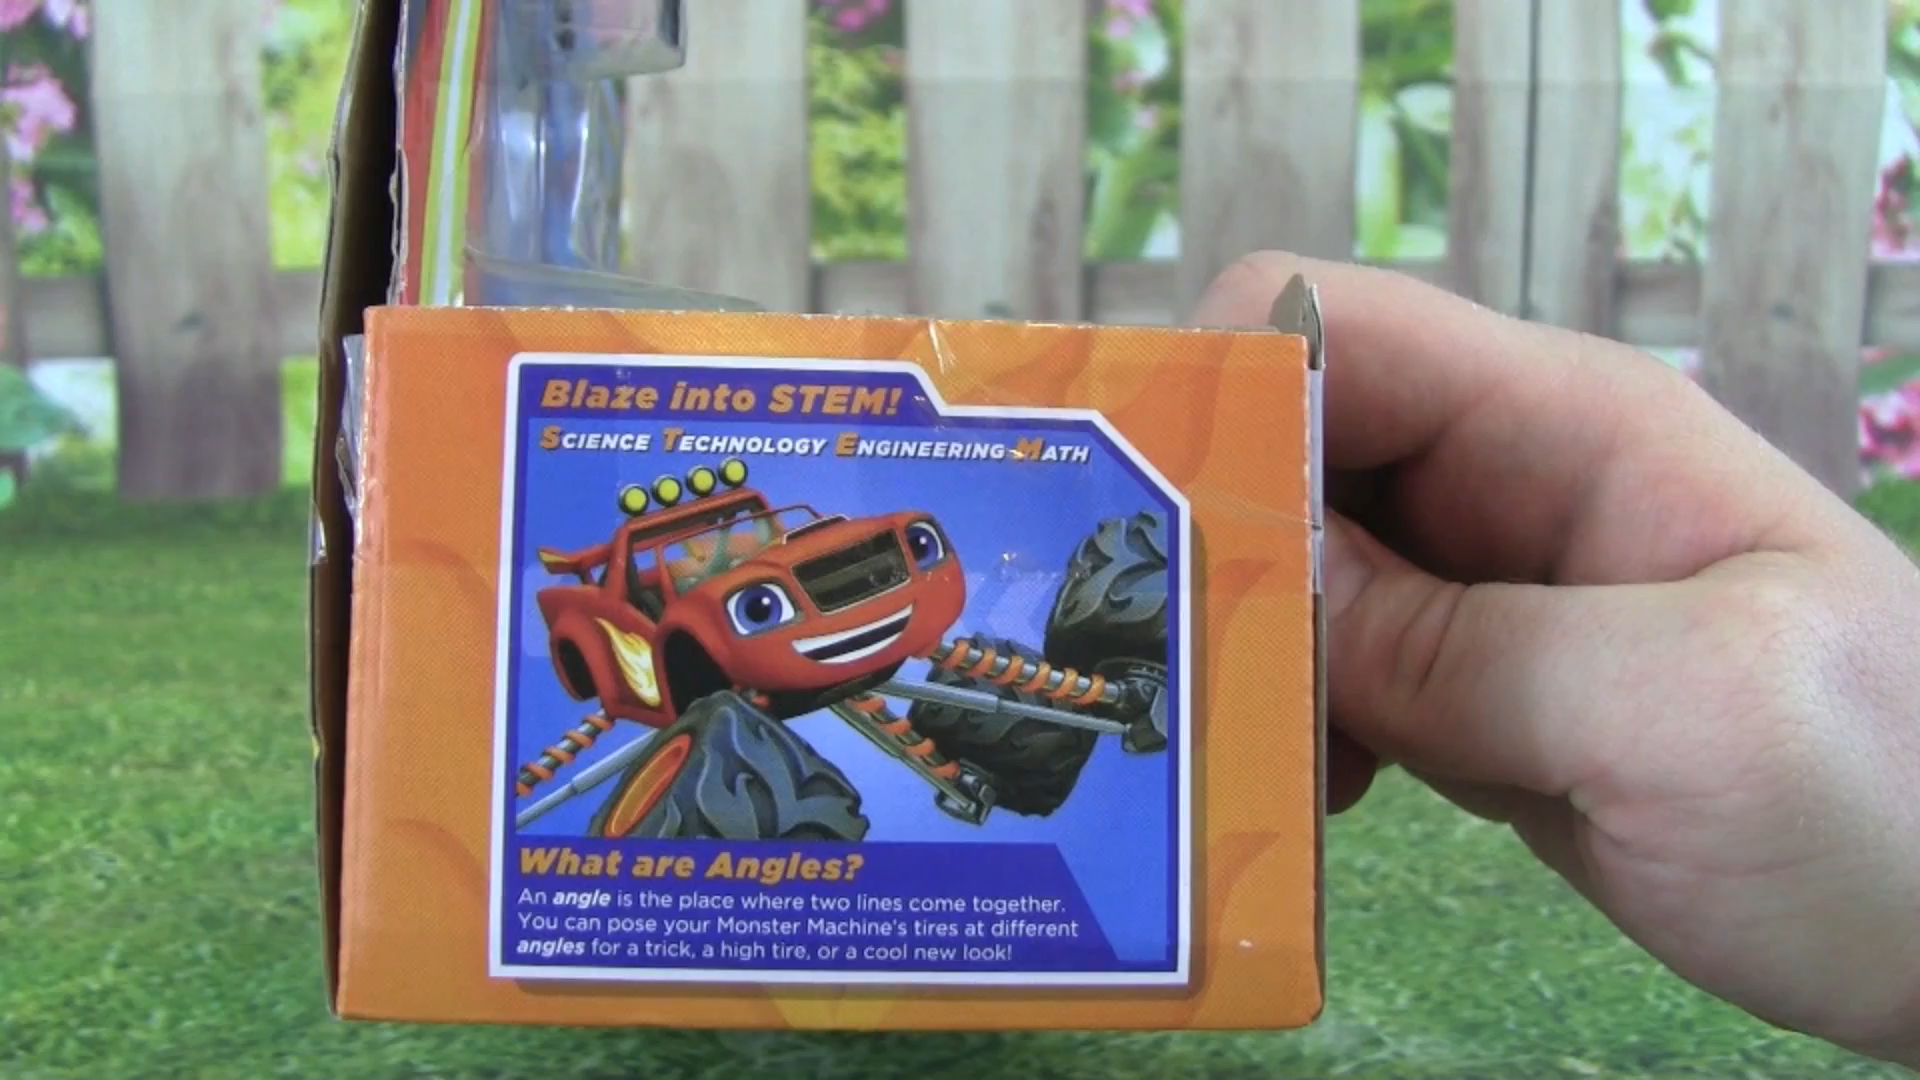 Blaze into STEM!
SCIENCE TECHNOLOGY ENGINEERING MATH
What are Angles?
An angle is the place where two lines come together.
You can pose your Monster Machine's tires at different
angles for a trick, a high tire, or a cool new look!